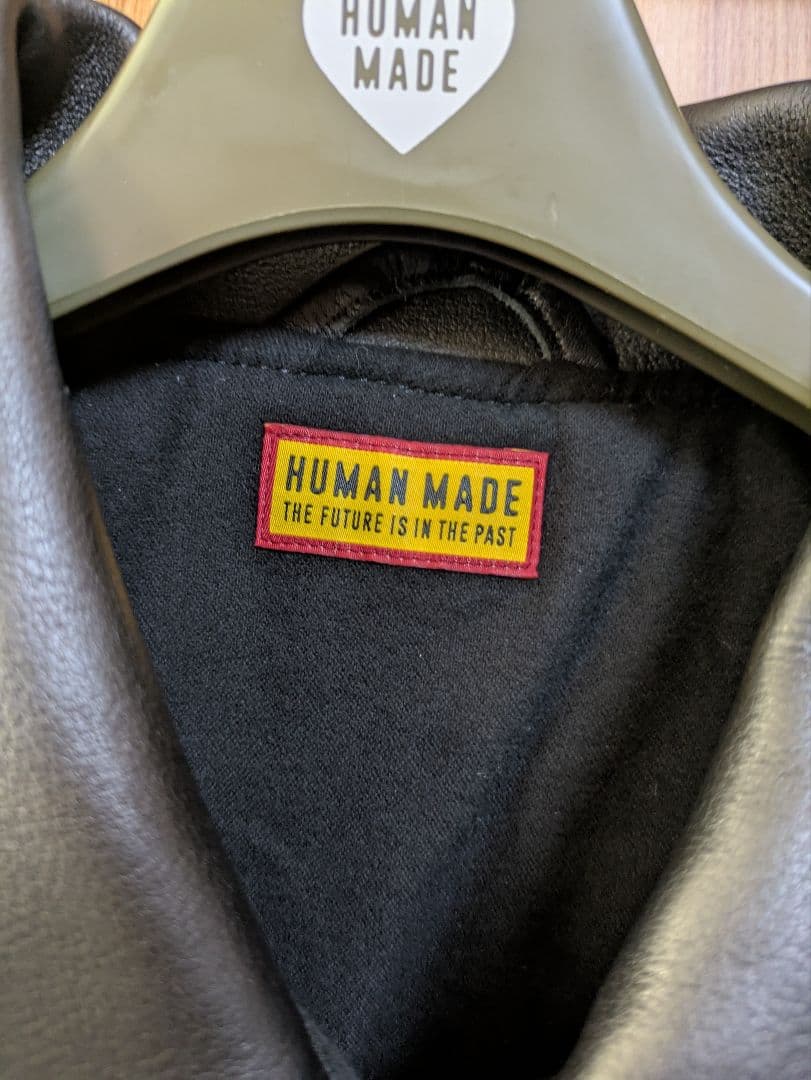 HUMAN
MADE
HUMAN MADE
THE FUTURE IS IN THE PAST